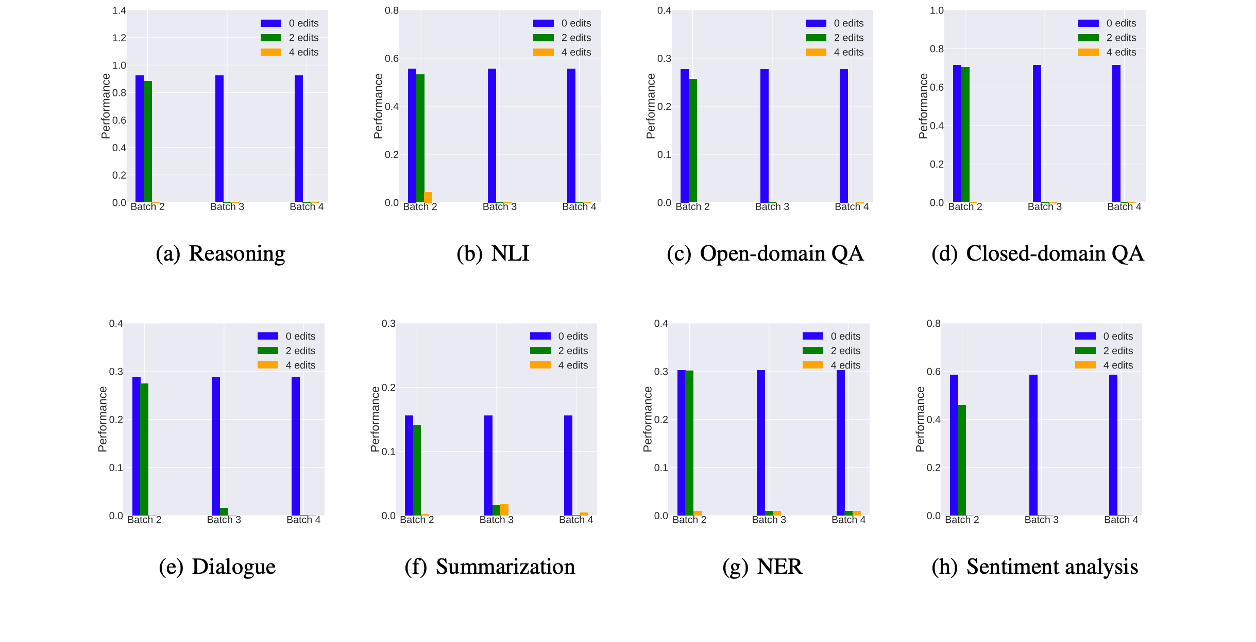 1.4
1.2
1.0
0.8
0.6
0.4
0.2
0.0
Performance
0 edits
2 edits
4 edits
Batch 2 Batch 3 Batch 4
(a) Reasoning
0.8
0.6
0.4
0.2
0.0
Performance
0 edits
2 edits
4 edits
Batch 2 Batch 3 Batch 4
(b) NLI
0.4
0.3
0.2
0.1
0.0
Performance
0 edits
2 edits
4 edits
Batch 2 Batch 3 Batch 4
(c) Open-domain QA
1.0
0.8
0.6
0.4
0.2
0.0
Performance
0 edits
2 edits
4 edits
Batch 2 Batch 3 Batch 4
(d) Closed-domain QA
0.4
0.3
0.2
0.1
0.0
Performance
0 edits
2 edits
4 edits
Batch 2 Batch 3 Batch 4
(e) Dialogue
0.3
0.2
0.1
0.0
Performance
0 edits
2 edits
4 edits
Batch 2 Batch 3 Batch 4
(f) Summarization
0.4
0.3
0.2
0.1
0.0
Performance
0 edits
2 edits
4 edits
Batch 2 Batch 3 Batch 4
(g) NER
0.8
0.6
0.4
0.2
0.0
Performance
0 edits
2 edits
4 edits
Batch 2 Batch 3 Batch 4
(h) Sentiment analysis